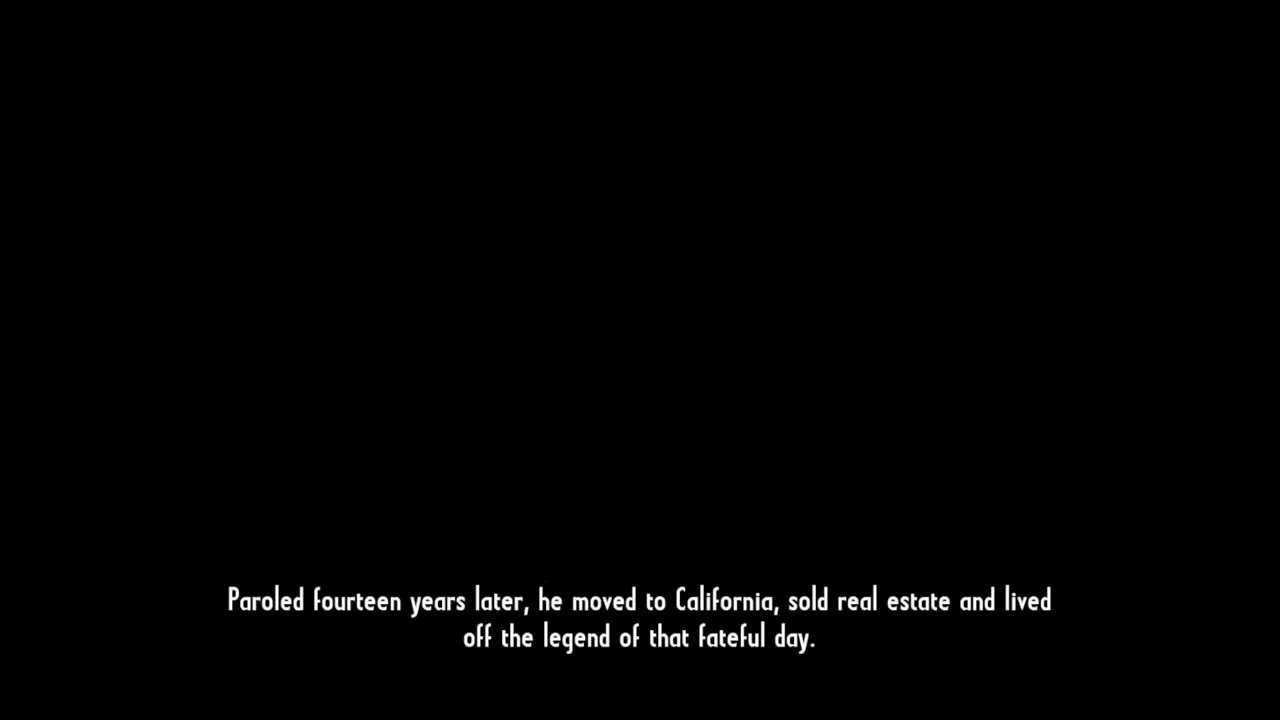 Paroled fourteen years later, he moved to California, sold real estate and lived
off the legend of that fateful day.